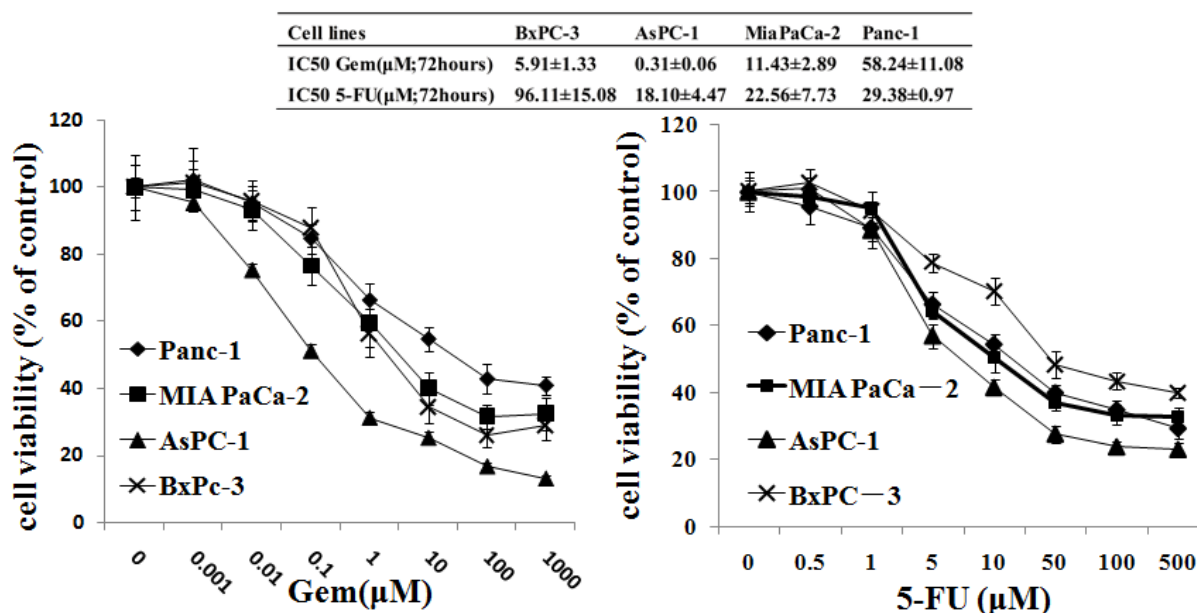 Cell lines BxPC-3 AsPC-1 MiaPaCa-2 Panc-1
IC50 Gem(μM;72hours) 5.91±1.33 0.31±0.06 11.43±2.89 58.24±11.08
IC50 5-FU(μM;72hours) 96.11±15.08 18.10±4.47 22.56±7.73 29.38±0.97
cell viability (% of control)
120
100
80
60
40
20
0
Panc-1
MIA PaCa-2
AsPC-1
BxPc-3
0 0.001 0.01 0.1 1 10 100 1000
Gem(μM)
cell viability (% of control)
120
100
80
60
40
20
0
Panc-1
MIA PaCa－2
AsPC-1
BxPC－3
0 0.5 1 5 10 50 100 500
5-FU (μM)